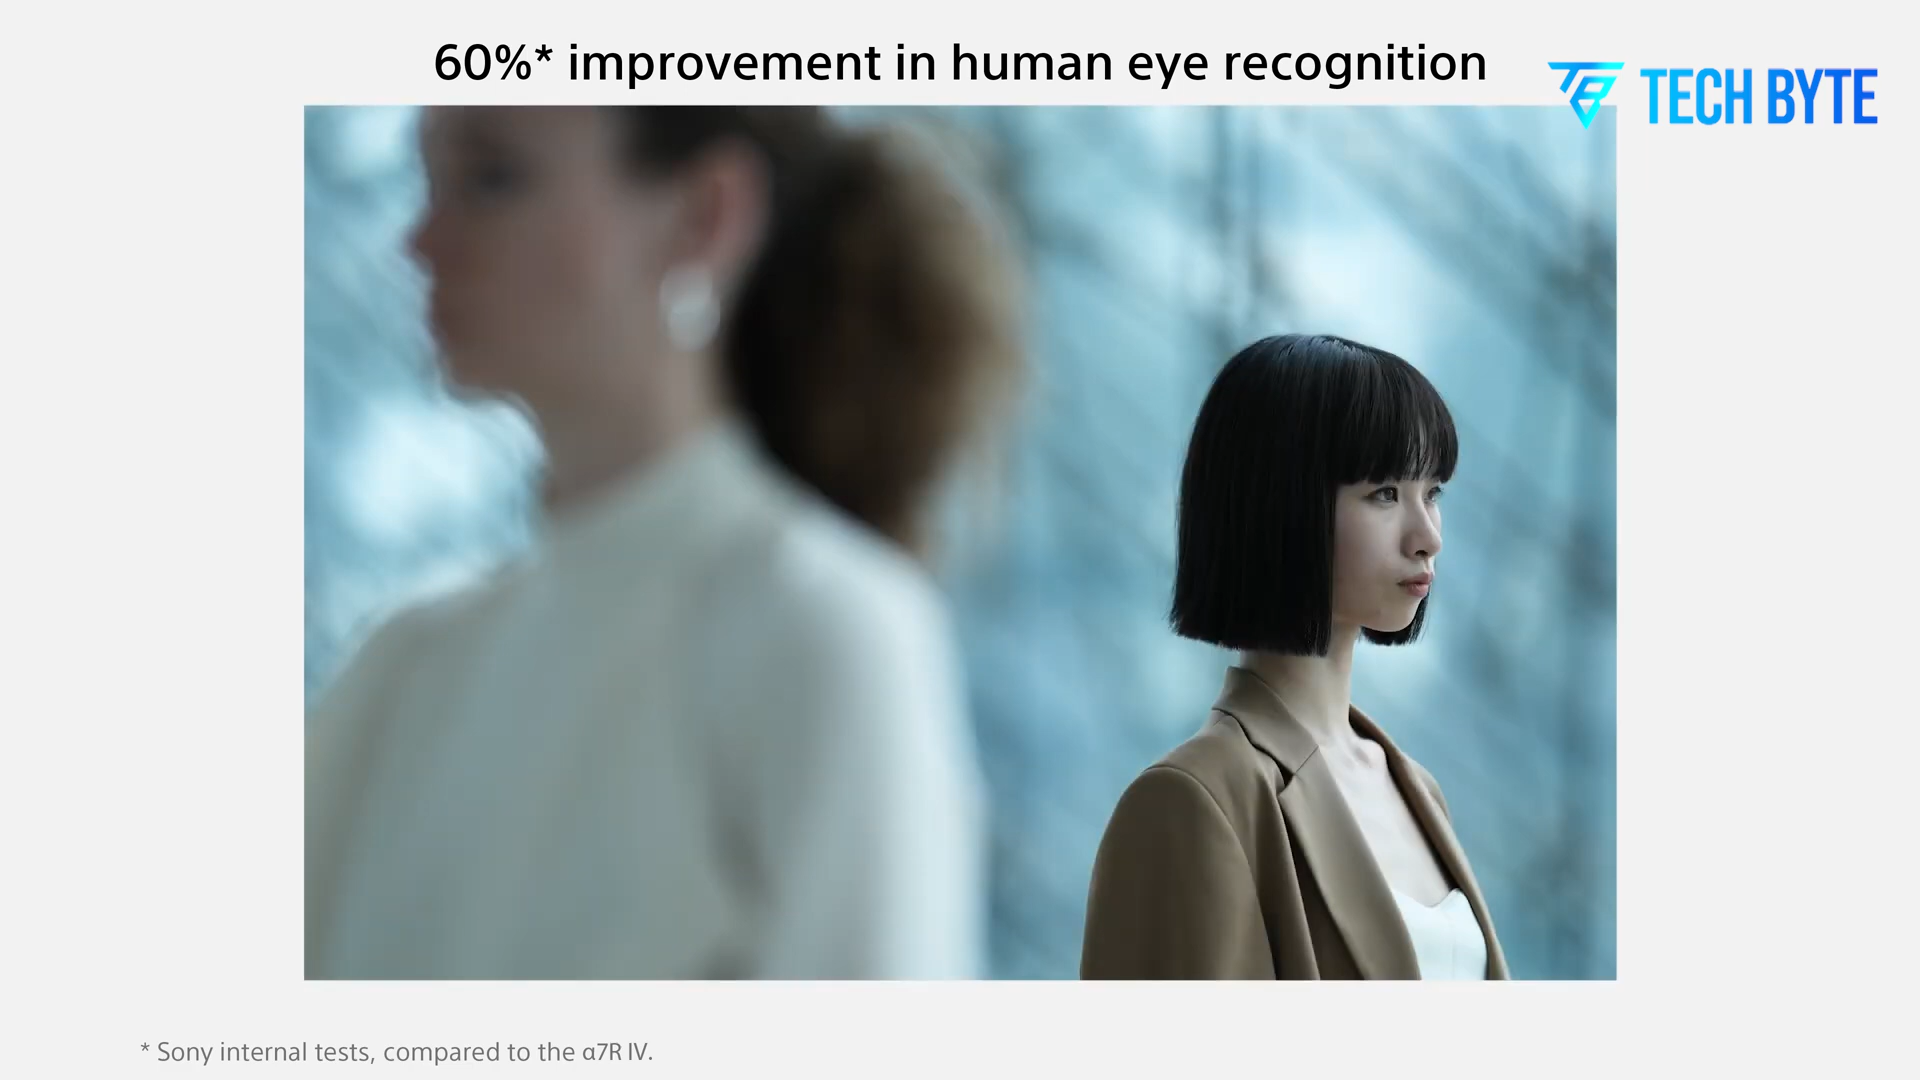 60%* improvement in human eye recognition
TECH BYTE
* Sony internal tests, compared to the α7R IV.